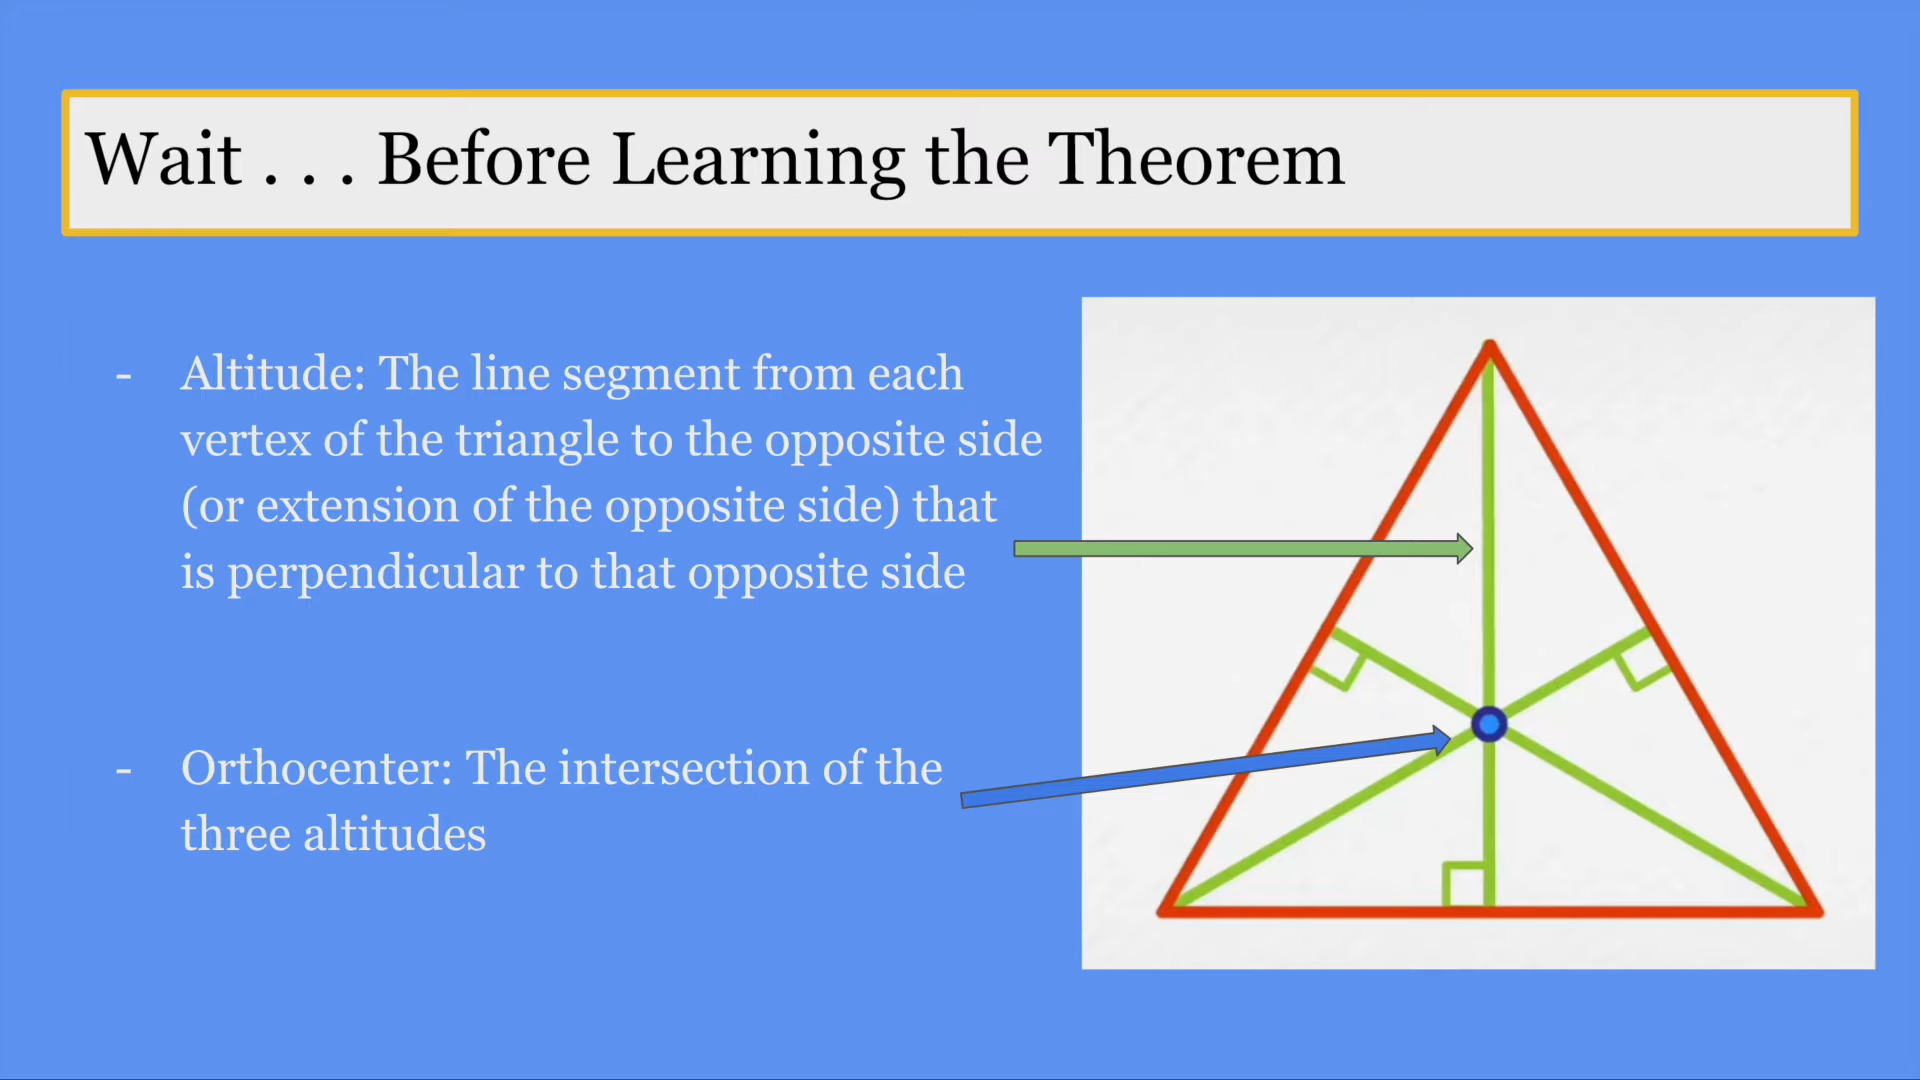 Wait . . . Before Learning the Theorem
- Altitude: The line segment from each
vertex of the triangle to the opposite side
(or extension of the opposite side) that
is perpendicular to that opposite side
- Orthocenter: The intersection of the
three altitudes